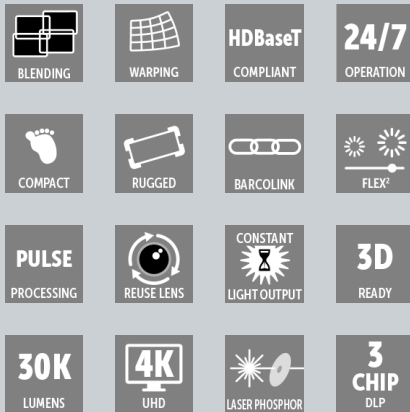 BLENDING
WARPING
HDBaseT
COMPLIANT
24/7
OPERATION
COMPACT
RUGGED
BARCOLINK
FLEX²
PULSE
PROCESSING
REUSE LENS
CONSTANT
LIGHT OUTPUT
3D
READY
30K
LUMENS
4K
UHD
LASER PHOSPHOR
3
CHIP
DLP